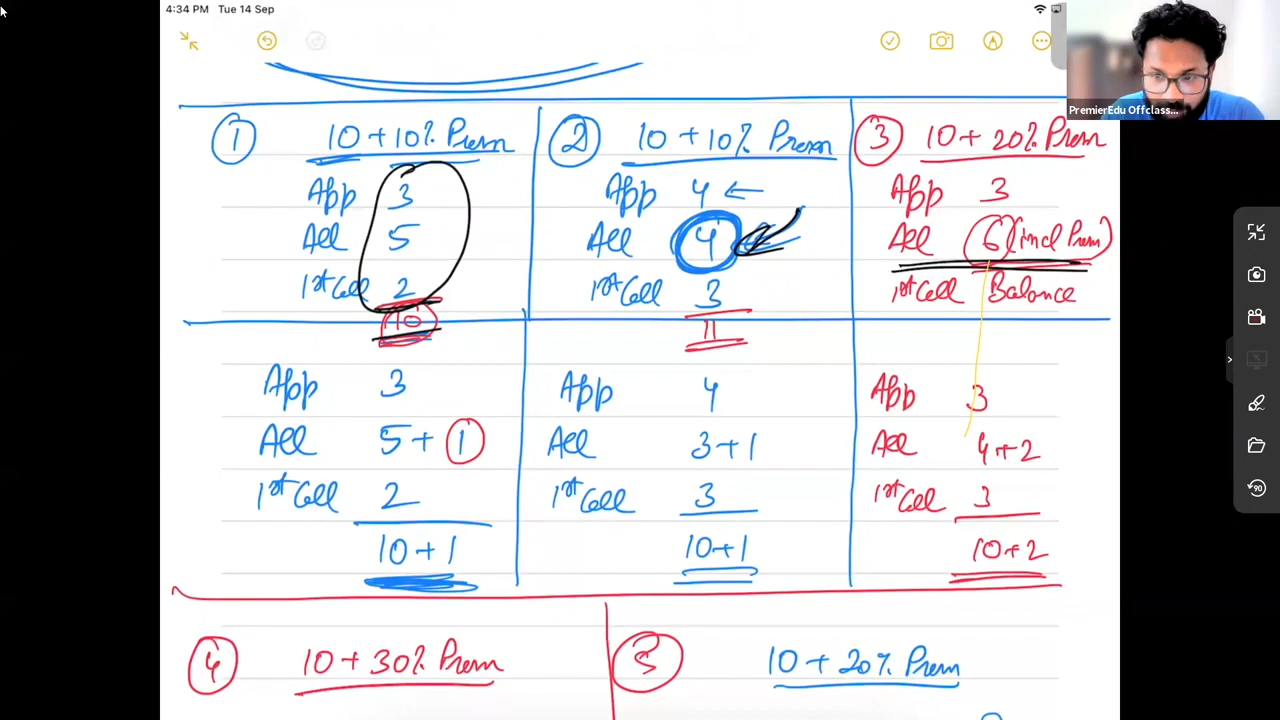 4:34 PM Tue 14 Sep
PremierEdu Offclass...
① 10 + 10% Prem
App 3
All 5
1st Call 2
10
App 3
All 5 + 1
1st Call 2
10 + 1
② 10 + 10% Prem
App 4 ←
All 4
1st Call 3
11
App 4
All 3 + 1
1st Call 3
10 + 1
③ 10 + 20% Prem
App 3
All 6 (incl Prem)
1st Call Balance
App 3
All 4 + 2
1st Call 3
10 + 2
④ 10 + 30% Prem
⑤ 10 + 20% Prem
90